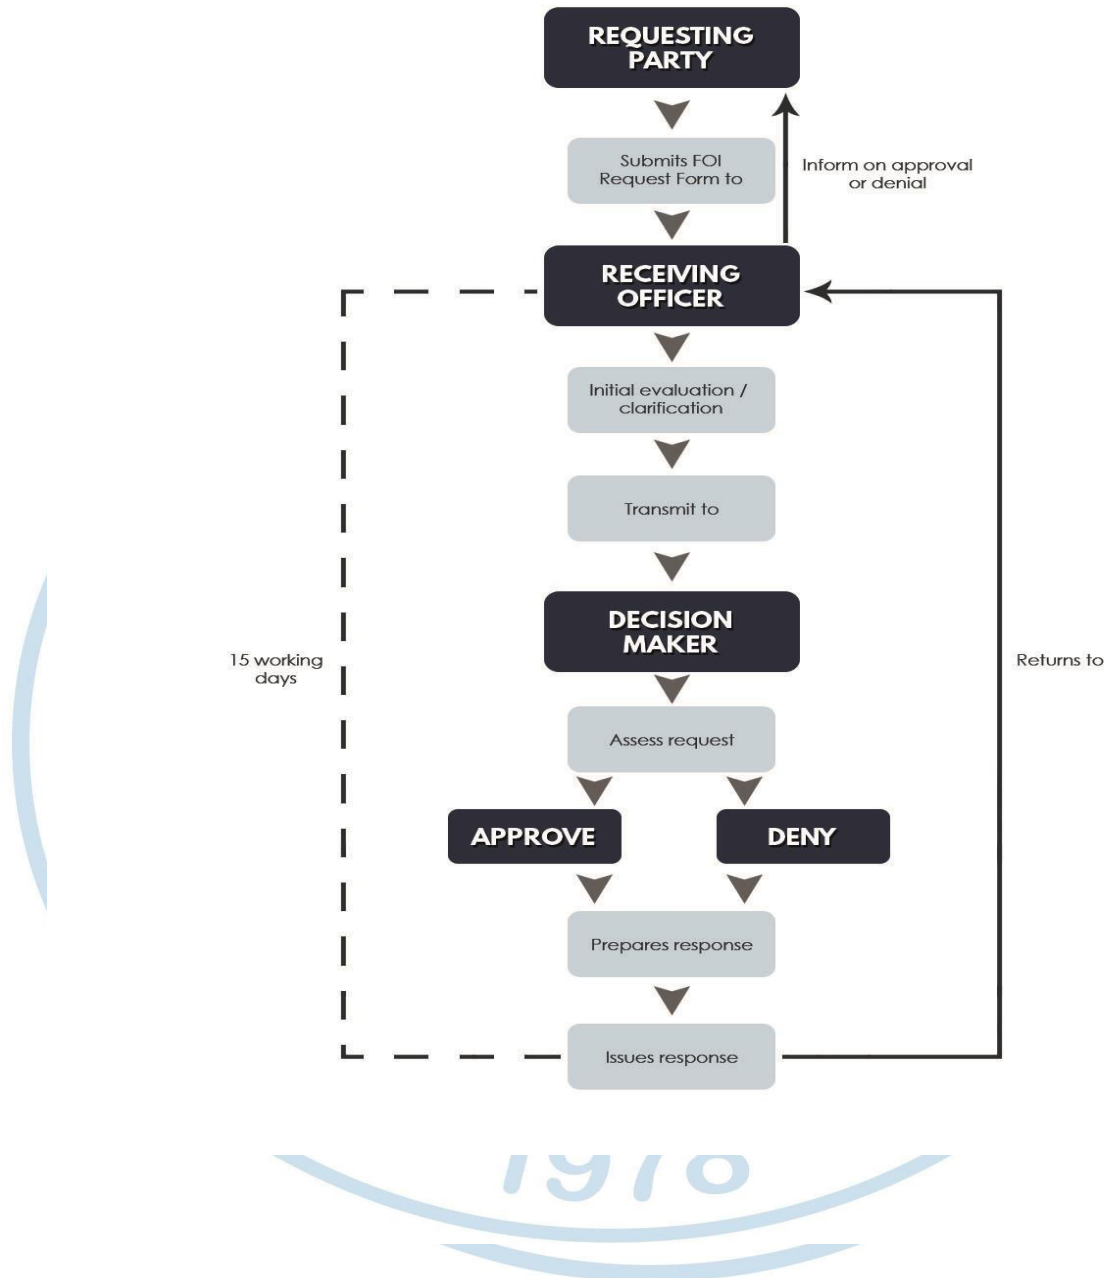 REQUESTING
PARTY
Submits FOI
Request Form to
Inform on approval
or denial
RECEIVING
OFFICER
Initial evaluation /
clarification
Transmit to
DECISION
MAKER
15 working
days
Returns to
Assess request
APPROVE
DENY
Prepares response
Issues response
1978